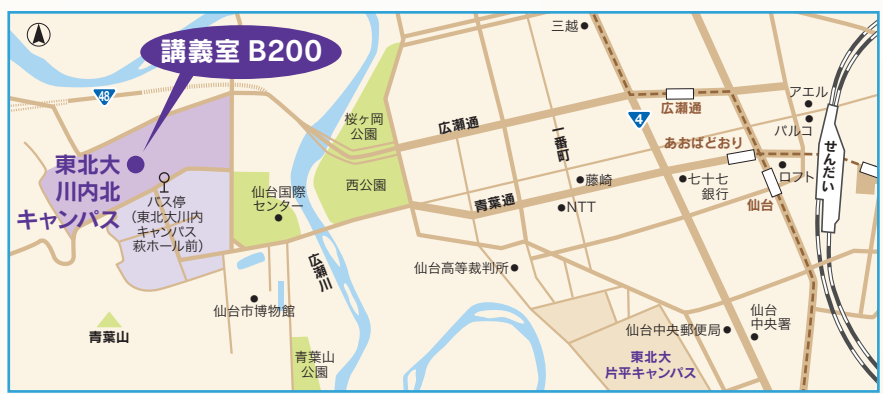 講義室 B200
48
東北大
川内北
キャンパス
バス停
(東北大川内
キャンパス
萩ホール前)
仙台国際
センター
桜ヶ岡
公園
西公園
広瀬通
青葉通
一番町
三越
4
広瀬通
あおばどおり
アエル
パルコ
せんだい
ロフト
仙台
七十七
銀行
藤崎
NTT
仙台高等裁判所
広瀬川
仙台市博物館
青葉山
青葉山
公園
仙台中央郵便局
仙台
中央署
東北大
片平キャンパス